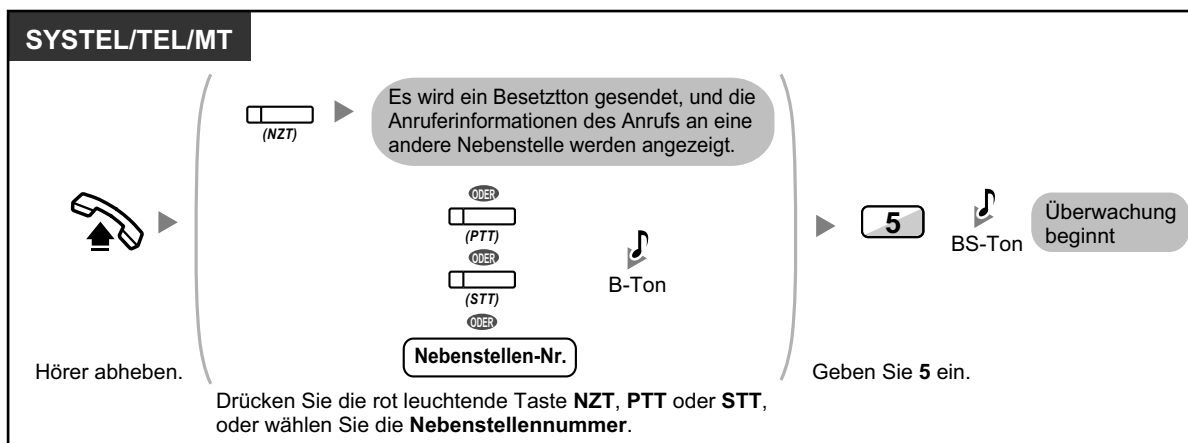 SYSTEL/TEL/MT
(NZT)
Es wird ein Besetztton gesendet, und die
Anruferinformationen des Anrufs an eine
andere Nebenstelle werden angezeigt.
ODER
(PTT)
ODER
(STT)
ODER
Nebenstellen-Nr.
B-Ton
5
BS-Ton
Überwachung
beginnt
Hörer abheben.
Drücken Sie die rot leuchtende Taste NZT, PTT oder STT,
oder wählen Sie die Nebenstellennummer.
Geben Sie 5 ein.